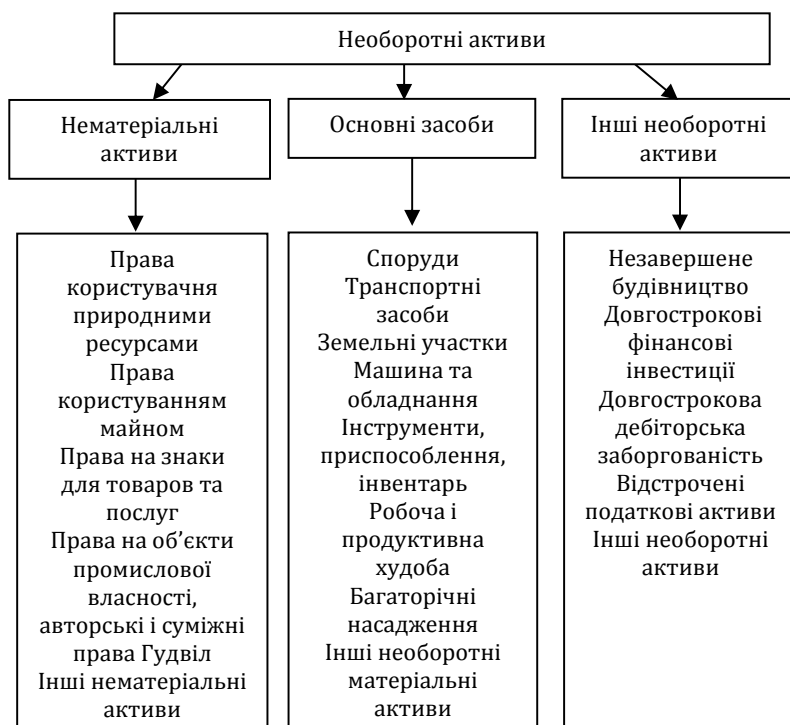 Необоротні активи
Нематеріальні
активи
Основні засоби
Інші необоротні
активи
Права
користувачня
природними
ресурсами
Права
користуванням
майном
Права на знаки
для товарів та
послуг
Права на об’єкти
промислової
власності,
авторські і суміжні
права Гудвіл
Інші нематеріальні
активи
Споруди
Транспортні
засоби
Земельні участки
Машина та
обладнання
Інструменти,
приспособлення,
інвентарь
Робоча і
продуктивна
худоба
Багаторічні
насадження
Інші необоротні
матеріальні
активи
Незавершене
будівництво
Довгострокові
фінансові
інвестиції
Довгострокова
дебіторська
заборгованість
Відстрочені
податкові активи
Інші необоротні
активи